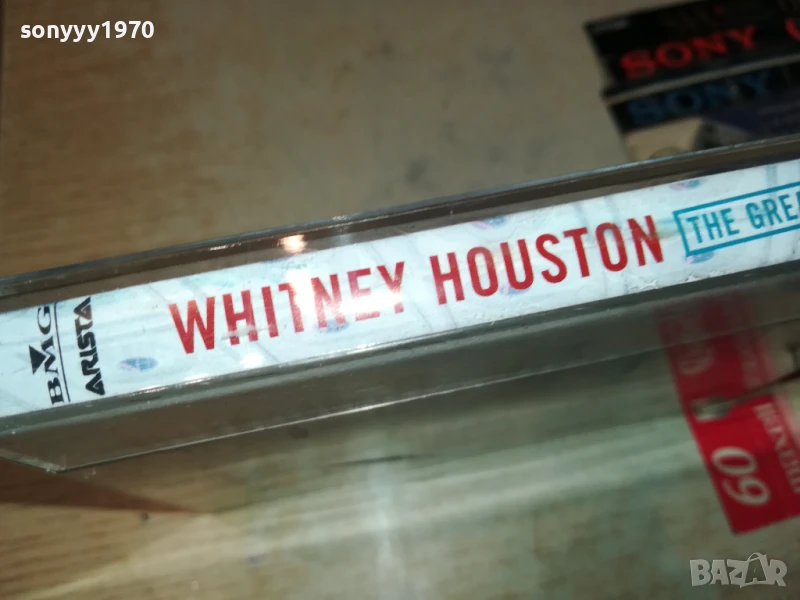 sonyyy1970
SONY
SONY
BMG
ARISTA
WHITNEY HOUSTON
THE GREA
60
BAZAR